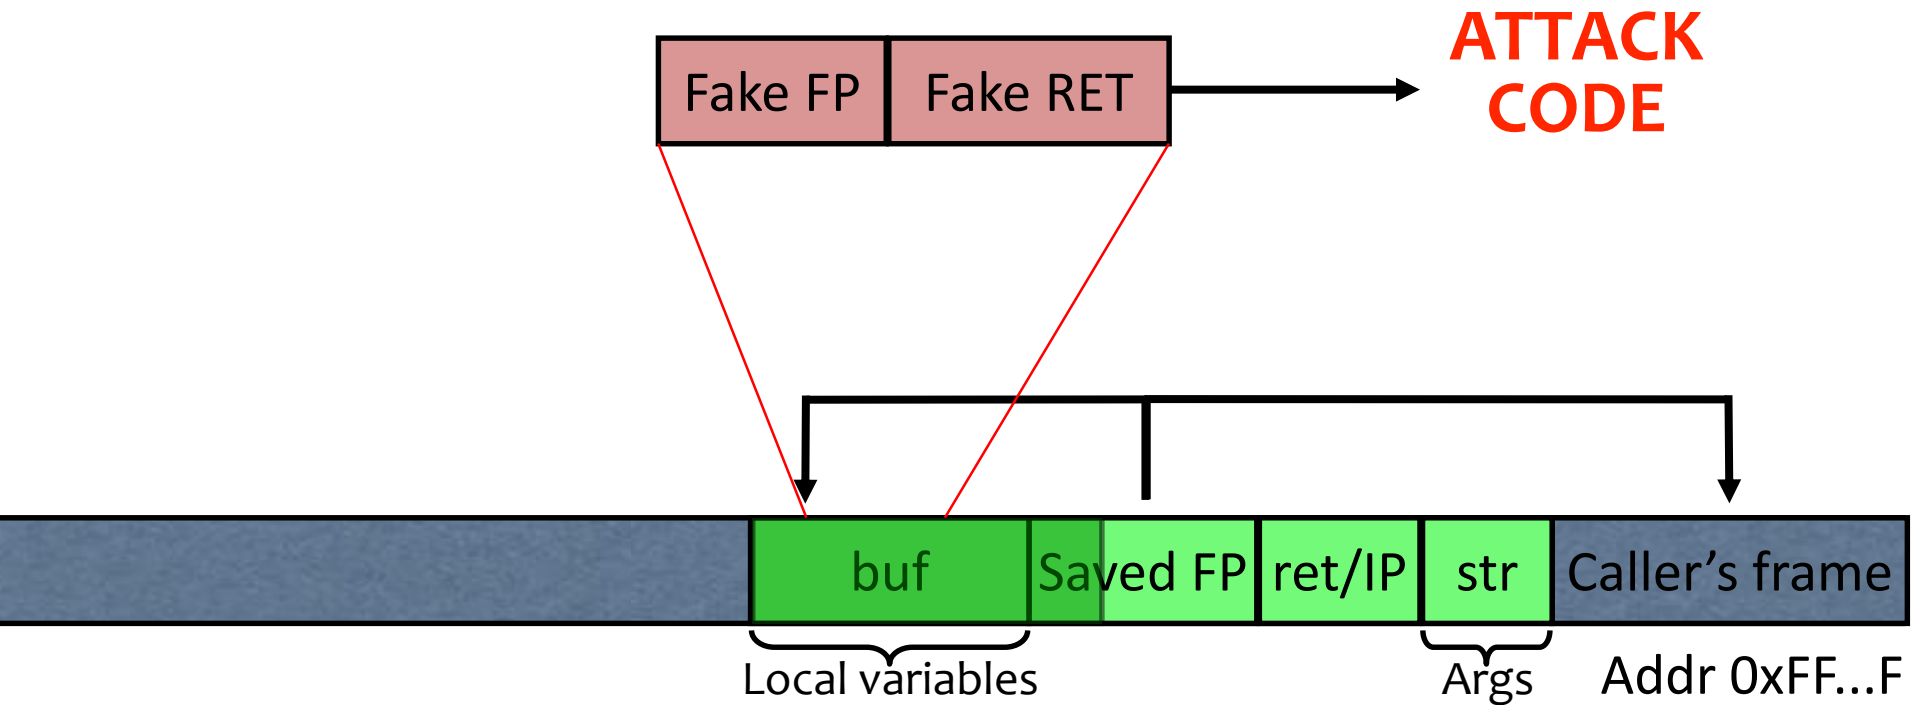 ATTACK
CODE
Fake FP Fake RET
buf Saved FP ret/IP str Caller's frame
Local variables Args Addr 0xFF...F